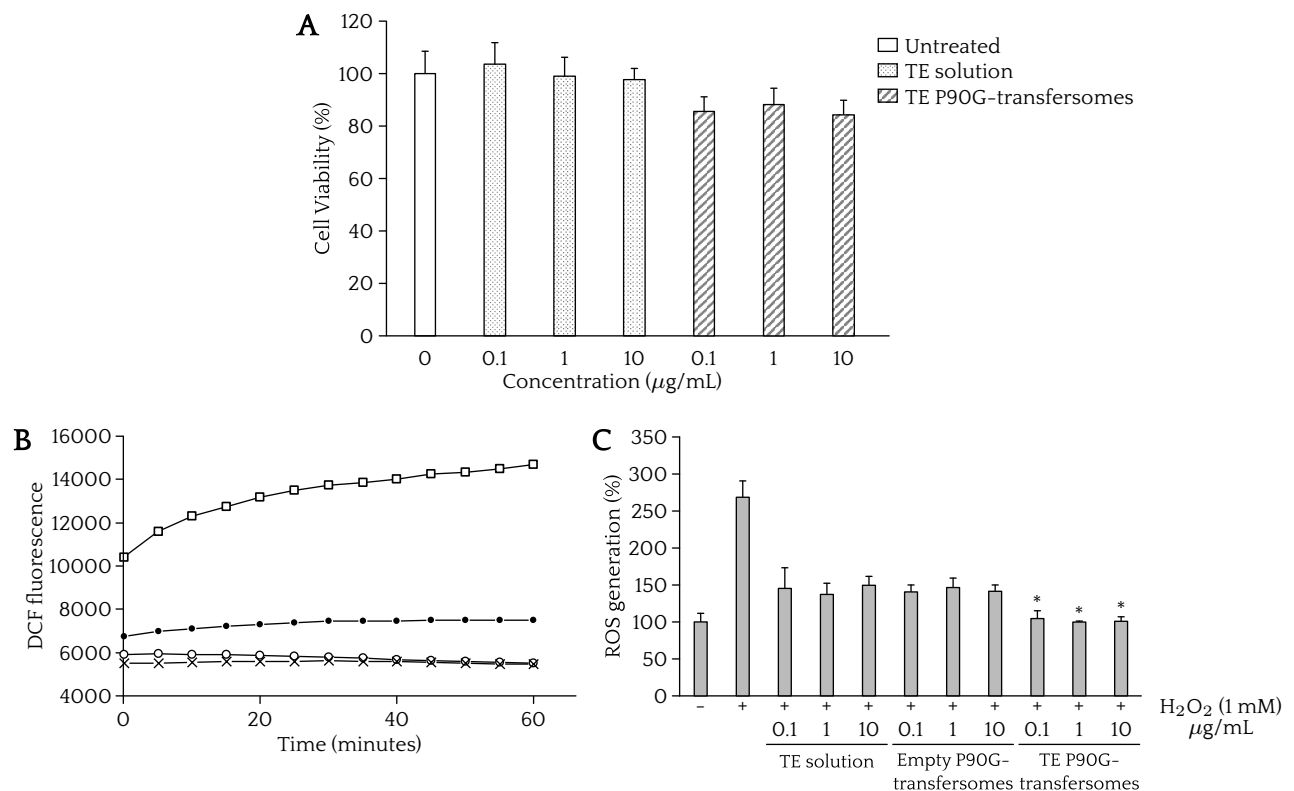 A
120
100
80
60
40
20
0
Cell Viability (%)
0 0.1 1 10 0.1 1 10
Concentration (μg/mL)
Untreated
TE solution
TE P90G-transfersomes
B
16000
14000
12000
10000
8000
6000
4000
DCF fluorescence
0 20 40 60
Time (minutes)
C
350
300
250
200
150
100
50
0
ROS generation (%)
* * *
– + + + + + + + + + + H₂O₂ (1 mM)
0.1 1 10 0.1 1 10 0.1 1 10 μg/mL
TE solution
Empty P90G-
transfersomes
TE P90G-
transfersomes